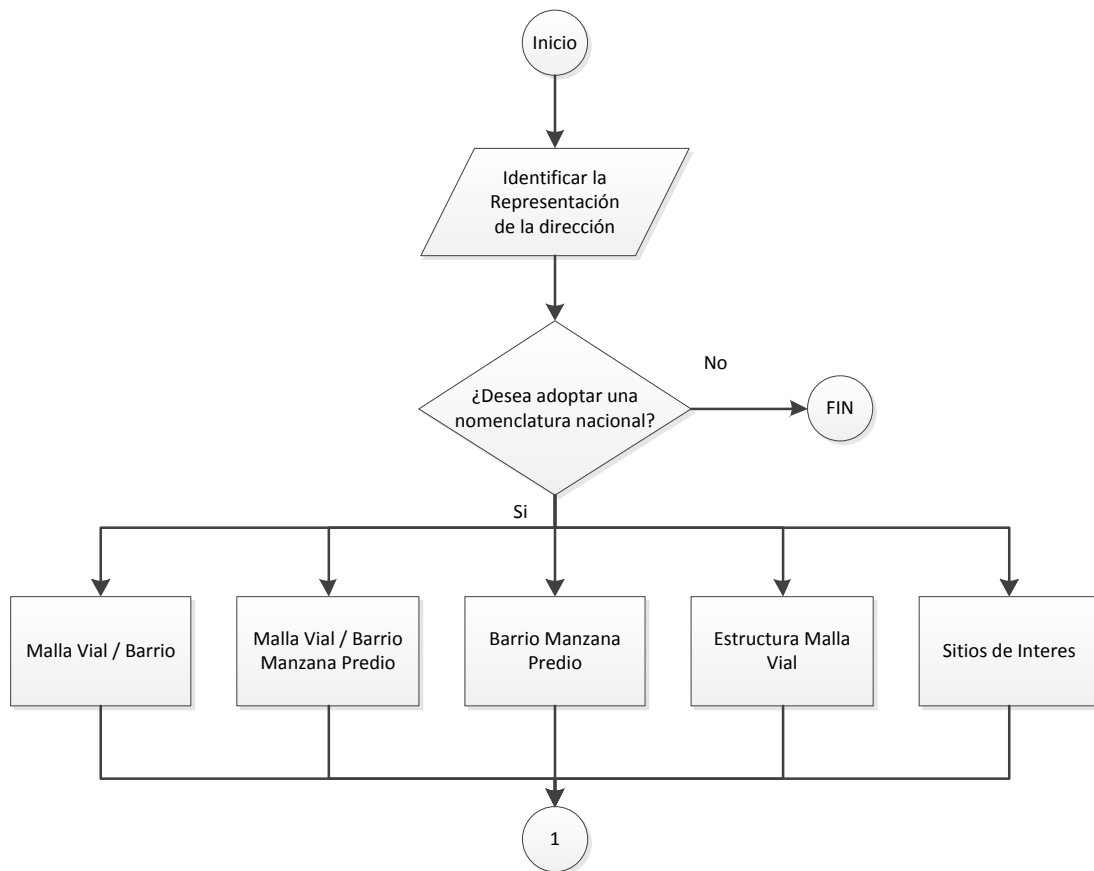 Inicio
Identificar la
Representación
de la dirección
¿Desea adoptar una
nomenclatura nacional?
No
FIN
Si
Malla Vial / Barrio
Malla Vial / Barrio
Manzana Predio
Barrio Manzana
Predio
Estructura Malla
Vial
Sitios de Interes
1